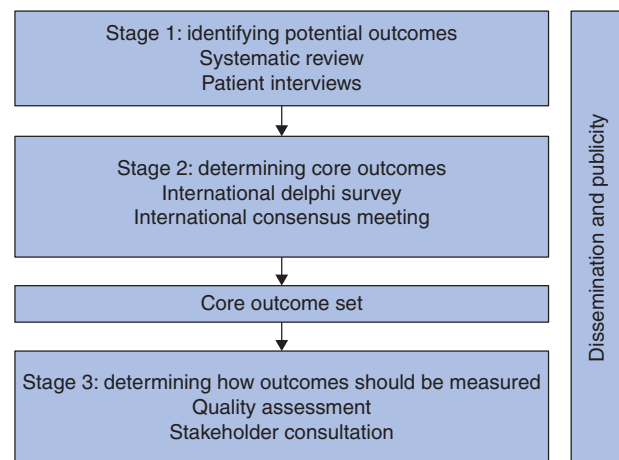 Stage 1: identifying potential outcomes
Systematic review
Patient interviews
Stage 2: determining core outcomes
International delphi survey
International consensus meeting
Core outcome set
Stage 3: determining how outcomes should be measured
Quality assessment
Stakeholder consultation
Dissemination and publicity